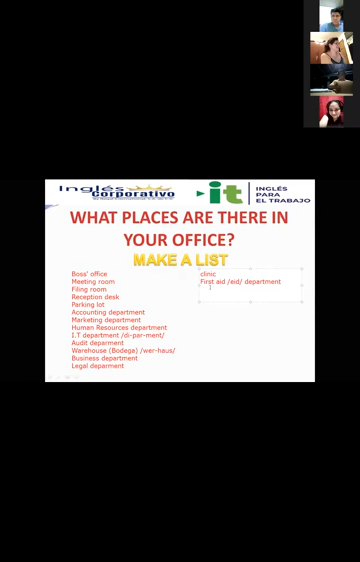 Inglés
Corporativo
it
INGLÉS
PARA
EL TRABAJO
WHAT PLACES ARE THERE IN
YOUR OFFICE?
MAKE A LIST
Boss' office
Meeting room
Filing room
Reception desk
Parking lot
Accounting department
Marketing department
Human Resources department
I.T department /di-par-ment/
Audit deparment
Warehouse (Bodega) /wer-haus/
Business department
Legal deparment
clinic
First aid /eid/ department